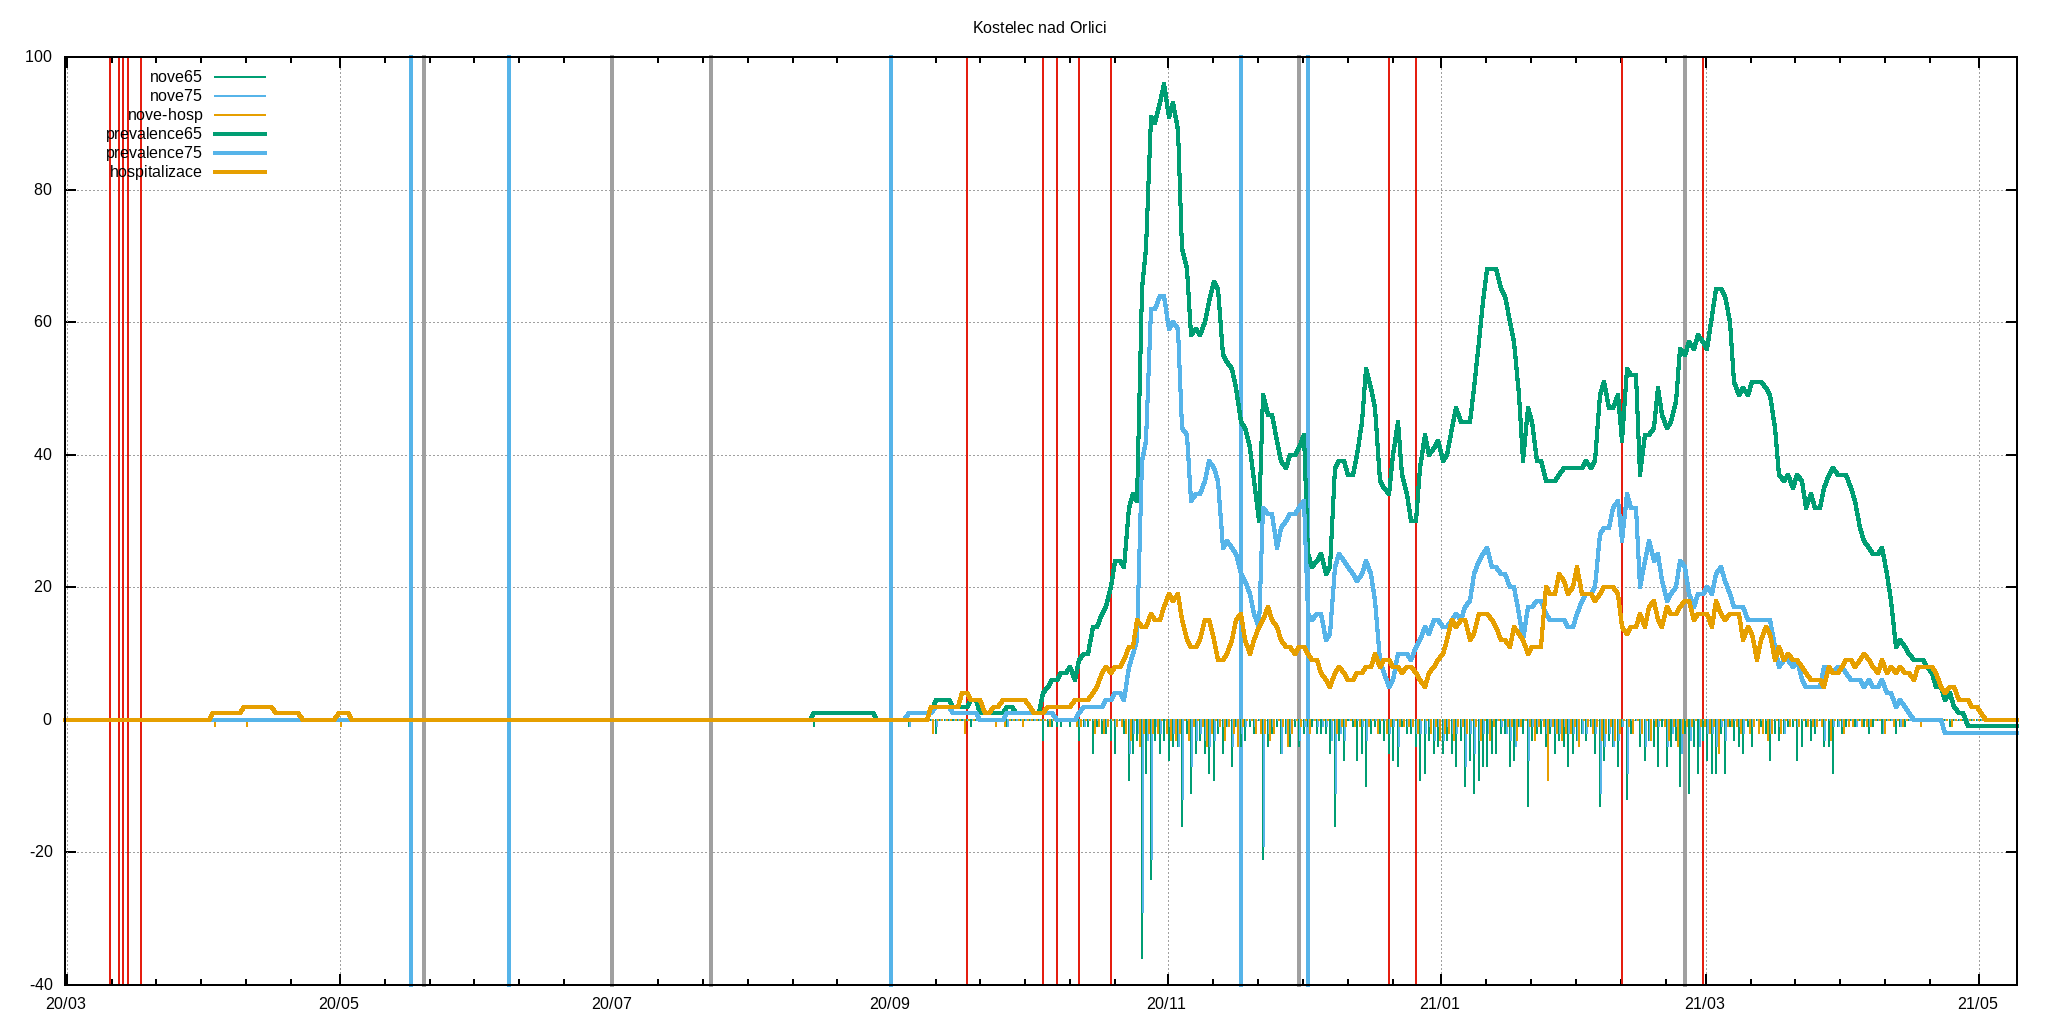 Kostelec nad Orlici
100
80
60
40
20
0
-20
-40
nove65
nove75
nove-hosp
prevalence65
prevalence75
hospitalizace
20/03 20/05 20/07 20/09 20/11 21/01 21/03 21/05